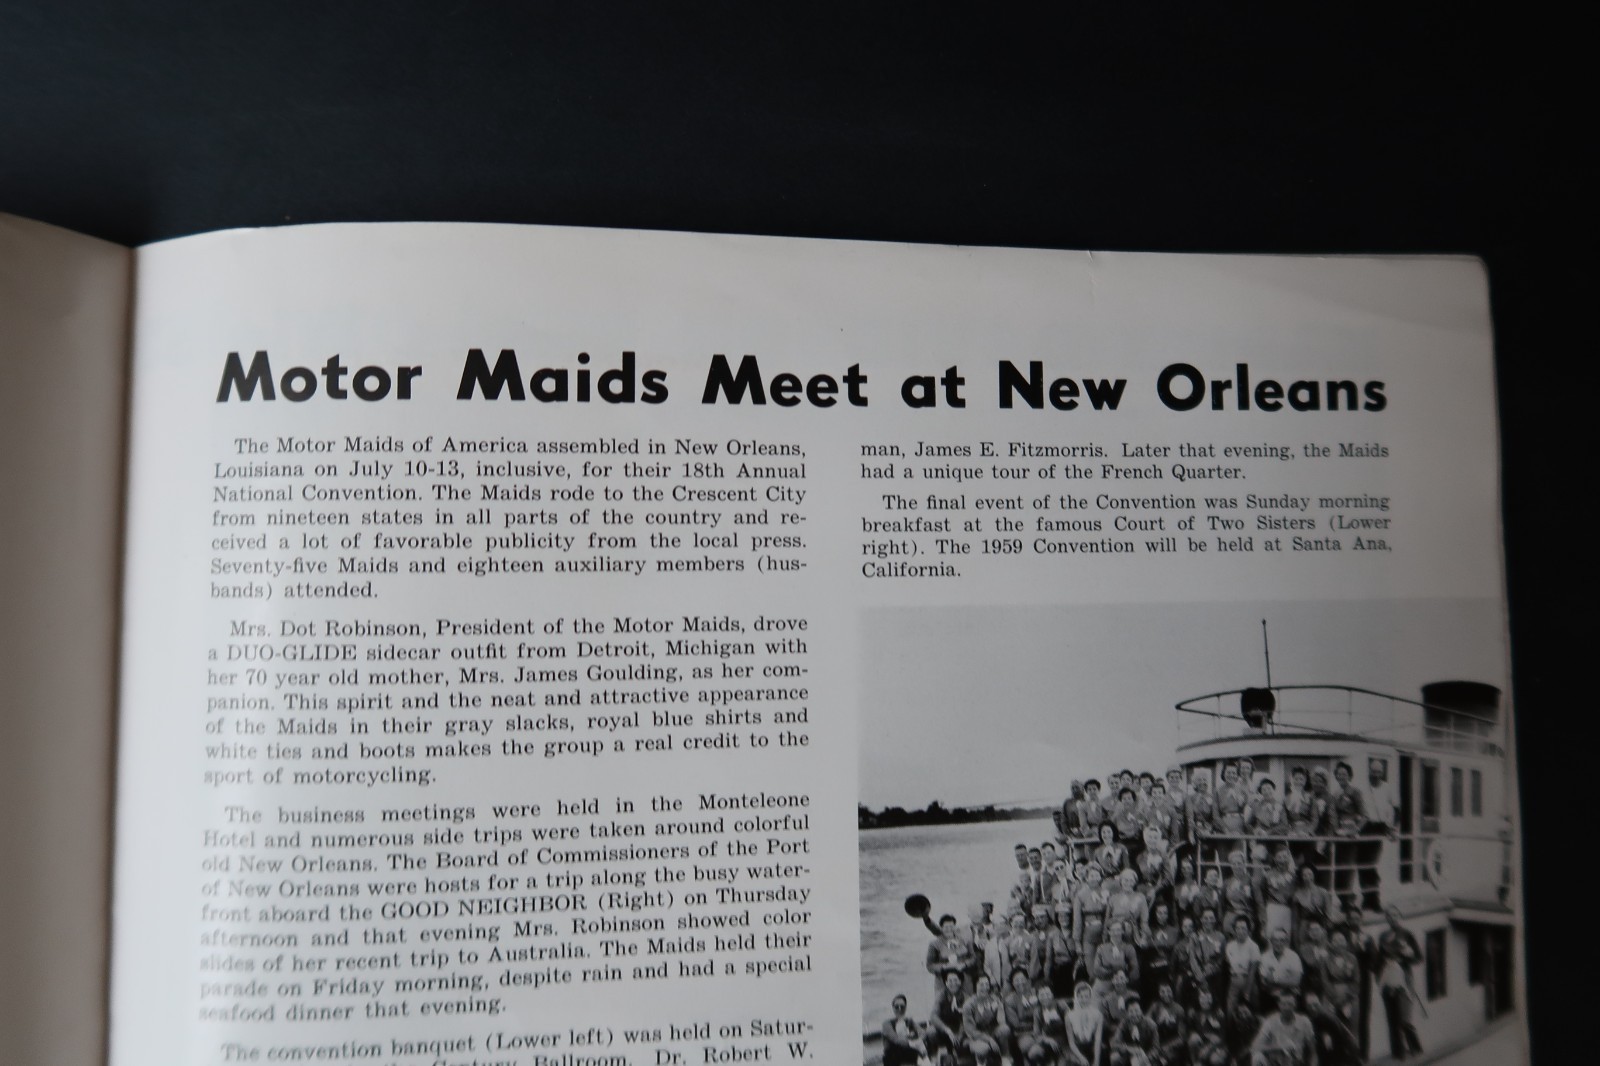 Motor Maids Meet at New Orleans
The Motor Maids of America assembled in New Orleans,
Louisiana on July 10-13, inclusive, for their 18th Annual
National Convention. The Maids rode to the Crescent City
from nineteen states in all parts of the country and re-
ceived a lot of favorable publicity from the local press.
Seventy-five Maids and eighteen auxiliary members (hus-
bands) attended.
Mrs. Dot Robinson, President of the Motor Maids, drove
a DUO-GLIDE sidecar outfit from Detroit, Michigan with
her 70 year old mother, Mrs. James Goulding, as her com-
panion. This spirit and the neat and attractive appearance
of the Maids in their gray slacks, royal blue shirts and
white ties and boots makes the group a real credit to the
sport of motorcycling.
The business meetings were held in the Monteleone
Hotel and numerous side trips were taken around colorful
old New Orleans. The Board of Commissioners of the Port
of New Orleans were hosts for a trip along the busy water-
front aboard the GOOD NEIGHBOR (Right) on Thursday
afternoon and that evening Mrs. Robinson showed color
slides of her recent trip to Australia. The Maids held their
parade on Friday morning, despite rain and had a special
seafood dinner that evening.
The convention banquet (Lower left) was held on Satur-
Century Ballroom. Dr. Robert W.
man, James E. Fitzmorris. Later that evening, the Maids
had a unique tour of the French Quarter.
The final event of the Convention was Sunday morning
breakfast at the famous Court of Two Sisters (Lower
right). The 1959 Convention will be held at Santa Ana,
California.